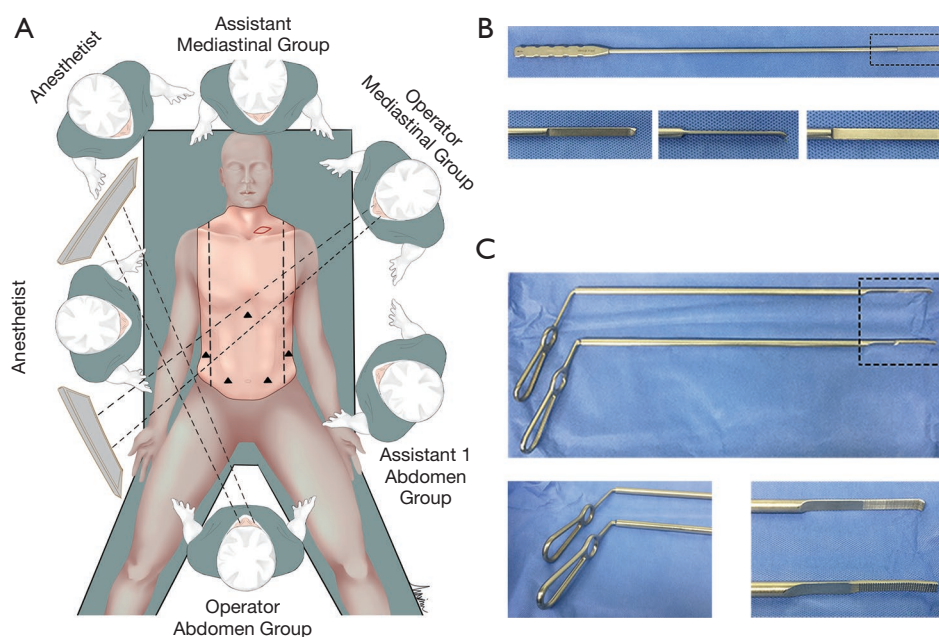 A
Assistant
Mediastinal Group
Anesthetist
Operator
Mediastinal Group
Anesthetist
Assistant 1
Abdomen
Group
Operator
Abdomen Group
B
C